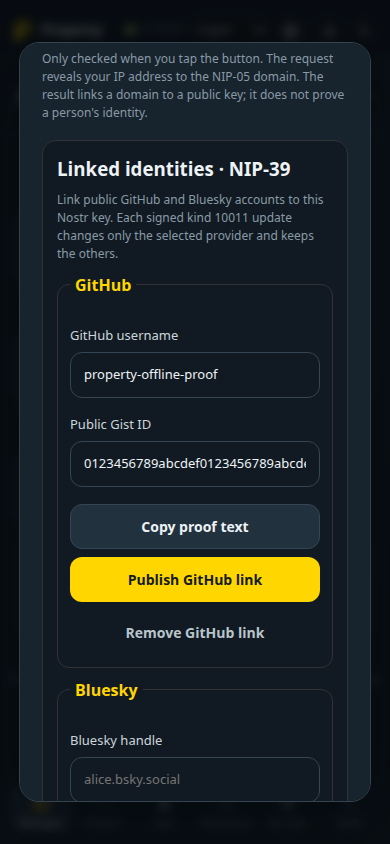 Only checked when you tap the button. The request
reveals your IP address to the NIP-05 domain. The
result links a domain to a public key; it does not prove
a person's identity.
Linked identities · NIP-39
Link public GitHub and Bluesky accounts to this
Nostr key. Each signed kind 10011 update
changes only the selected provider and keeps
the others.
GitHub
GitHub username
property-offline-proof
Public Gist ID
0123456789abcdef0123456789abcde
Copy proof text
Publish GitHub link
Remove GitHub link
Bluesky
Bluesky handle
alice.bsky.social